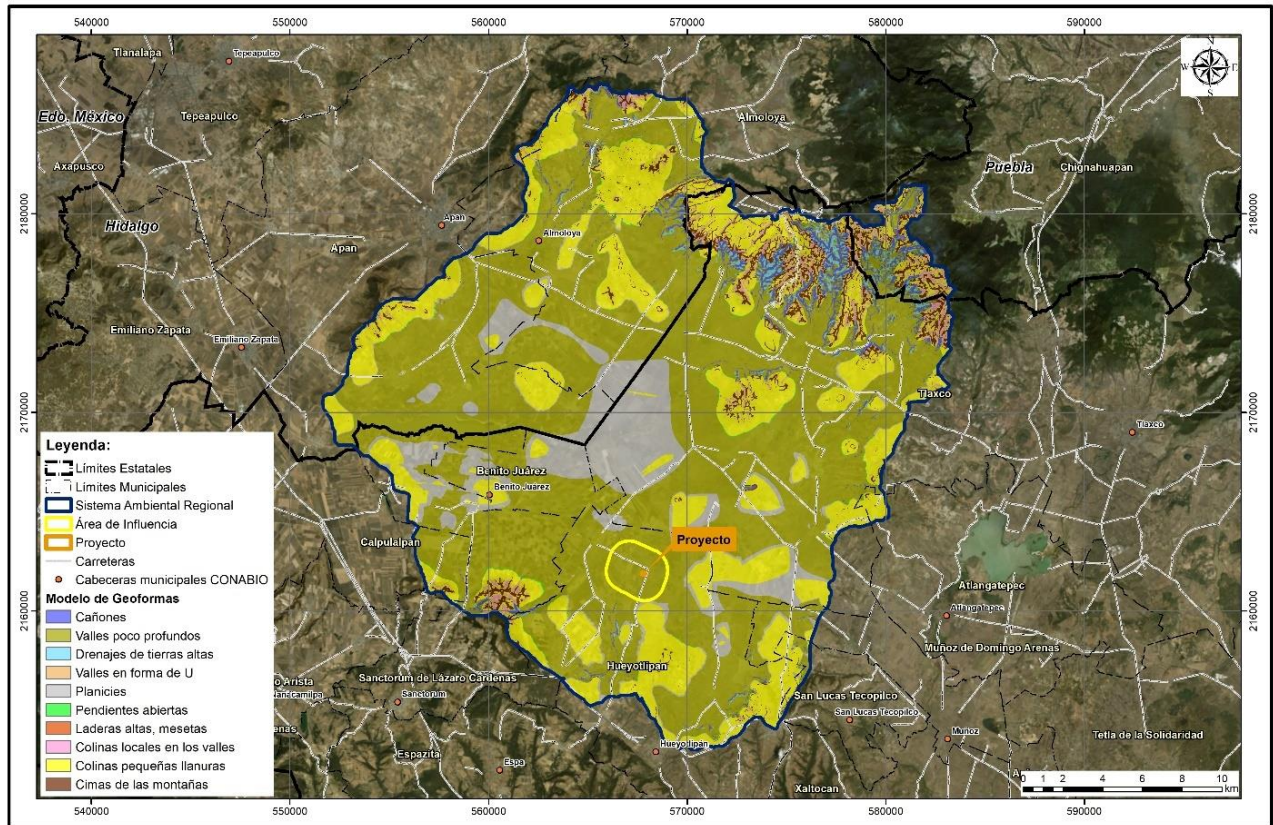 540000
550000
560000
570000
580000
590000
Tlanalapa
Tepeapulco
N
W
E
S
Edo. México
Tepeapulco
Almoloya
Puebla
Axapusco
Chignahuapan
2180000
2180000
Hidalgo
Apan
Almoloya
Apan
Emiliano Zapata
Emiliano Zapata
Tlaxco
2170000
2170000
Tlaxco
Leyenda:
Límites Estatales
Límites Municipales
Sistema Ambiental Regional
Área de Influencia
Proyecto
Carreteras
Cabeceras municipales CONABIO
Modelo de Geoformas
Cañones
Valles poco profundos
Drenajes de tierras altas
Valles en forma de U
Planicies
Pendientes abiertas
Laderas altas, mesetas
Colinas locales en los valles
Colinas pequeñas llanuras
Cimas de las montañas
Benito Juárez
Benito Juárez
Calpulalpan
Proyecto
Atlangatepec
2160000
2160000
Atlangatepec
Muñoz de Domingo Arenas
Hueyotlipan
Sanctorum de Lázaro Cárdenas
Arista
Sanctorum
San Lucas Tecopilco
San Lucas Tecopilco
Muñoz
Tetla de la Solidaridad
Hueyotlipan
Espazita
Espa
Xaltocan
0 1 2 4 6 8 10
km
540000
550000
560000
570000
580000
590000